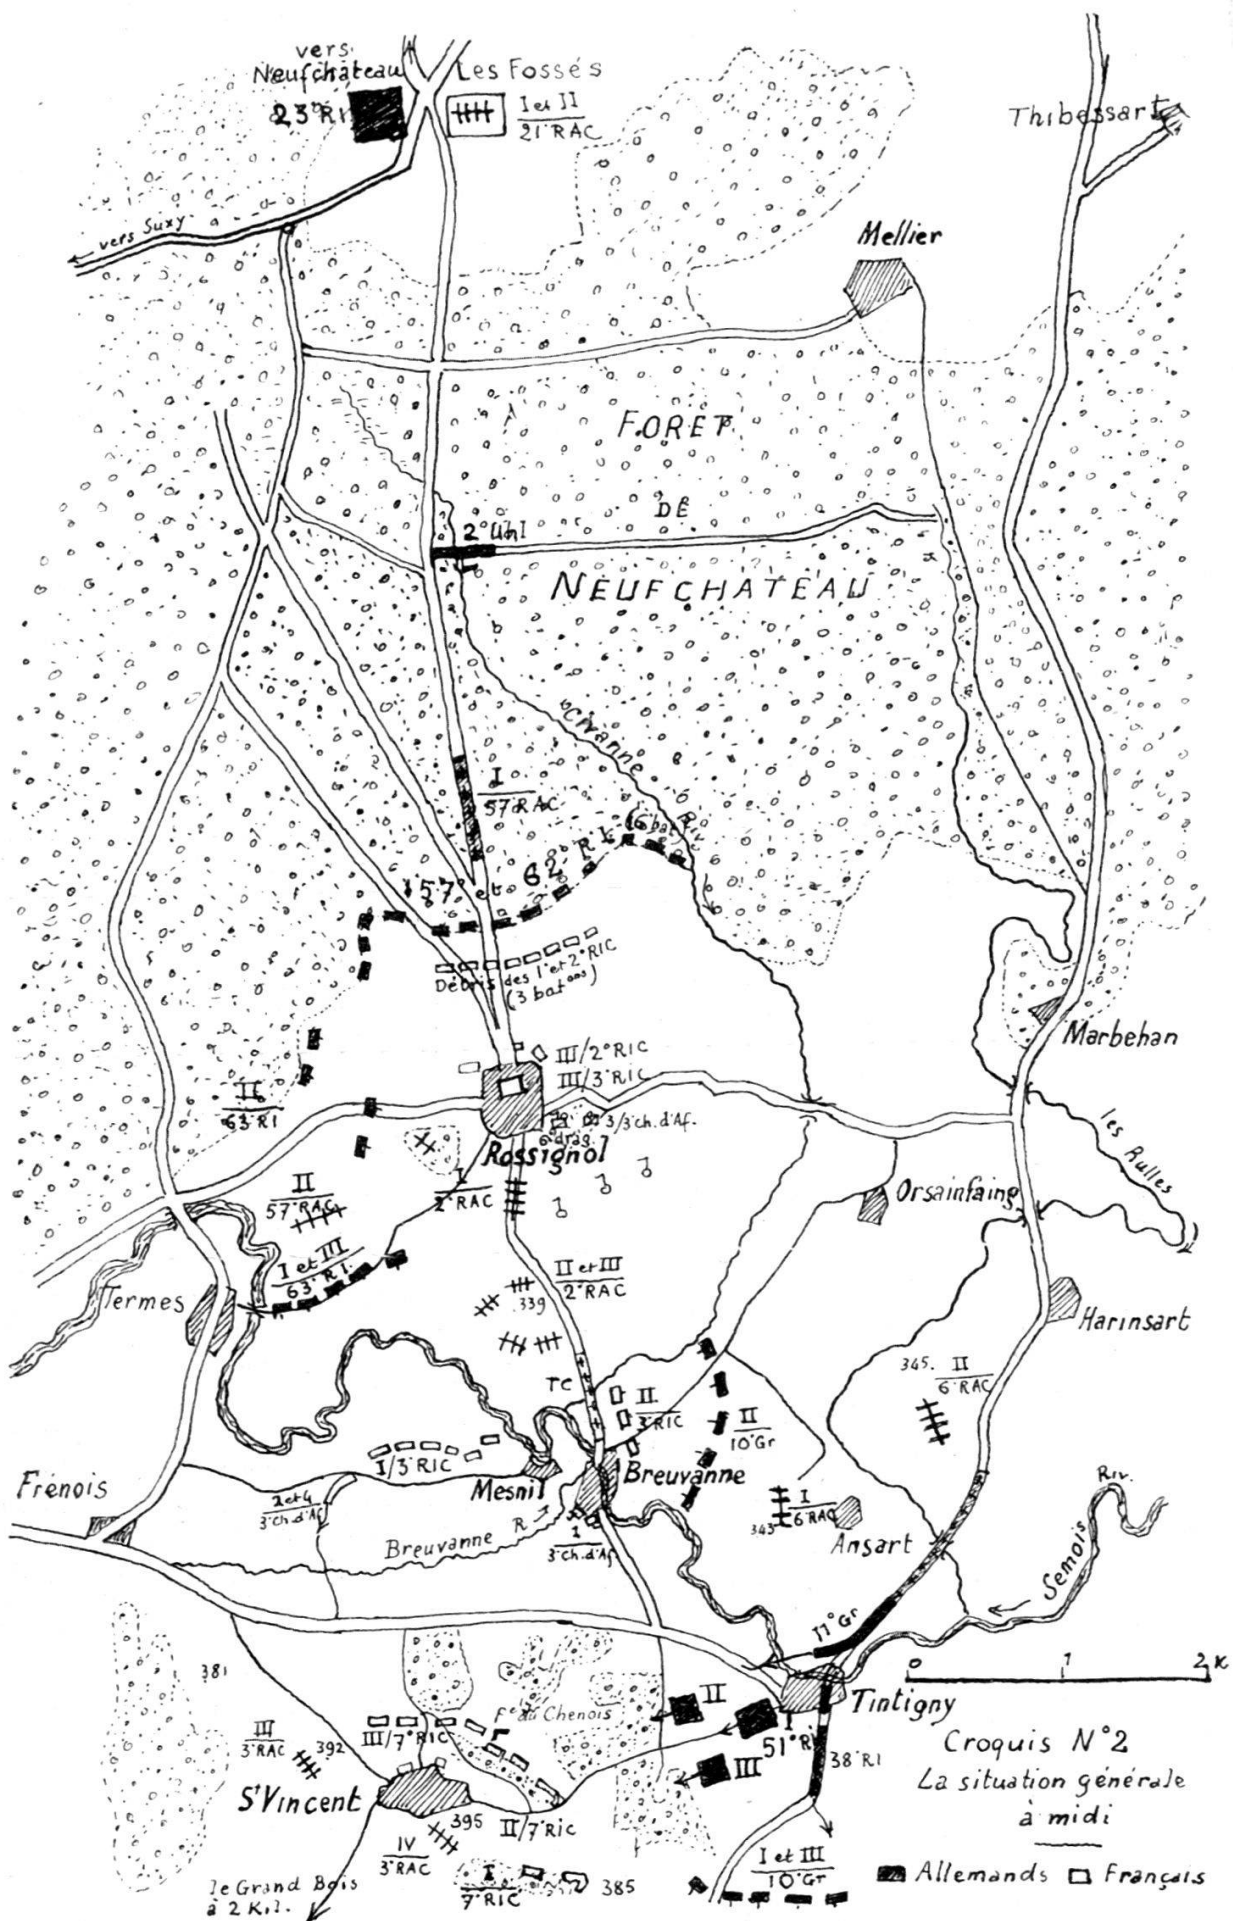 vers
Neufchateau
23°RI
Les Fossés
I et II
21°RAC
Thibessart
vers Suxy
Mellier
FORET
DE
NEUFCHATEAU
2°Uhl
Civanne Riv.
I
57°RAC
157° et 62° RI (6 bat)
Débris des 1° et 2°RIC
(3 bat ons)
Marbehan
III/2°RIC
III/3°RIC
II
63°RI
3/3°ch.d'Af.
6°drag.
Rossignol
les Rulles
II
57°RAC
I
2°RAC
Orsainfaing
I et III
63°RI.
II et III
2°RAC
339
Termes
Harinsart
345. II
6°RAC
TC
II
3°RIC
II
10°Gr
I/3°RIC
Mesnil
Breuvanne
Frénois
2 et 4
3°ch.d'Af
Riv.
Semois
I
6°RAC
343
Ansart
Breuvanne R.
1
3°Ch.d'Af.
11°Gr
0 1 2 K
381
II
Tintigny
Fe du Chenois
III/7°RIC
III
3°RAC
392
I
51°RI
III
38°RI
Croquis N°2
La situation générale
à midi
St Vincent
395
II/7°RIC
IV
3°RAC
I
7°RIC
385
I et III
10°Gr
Allemands Français
le Grand Bois
à 2 Kil.